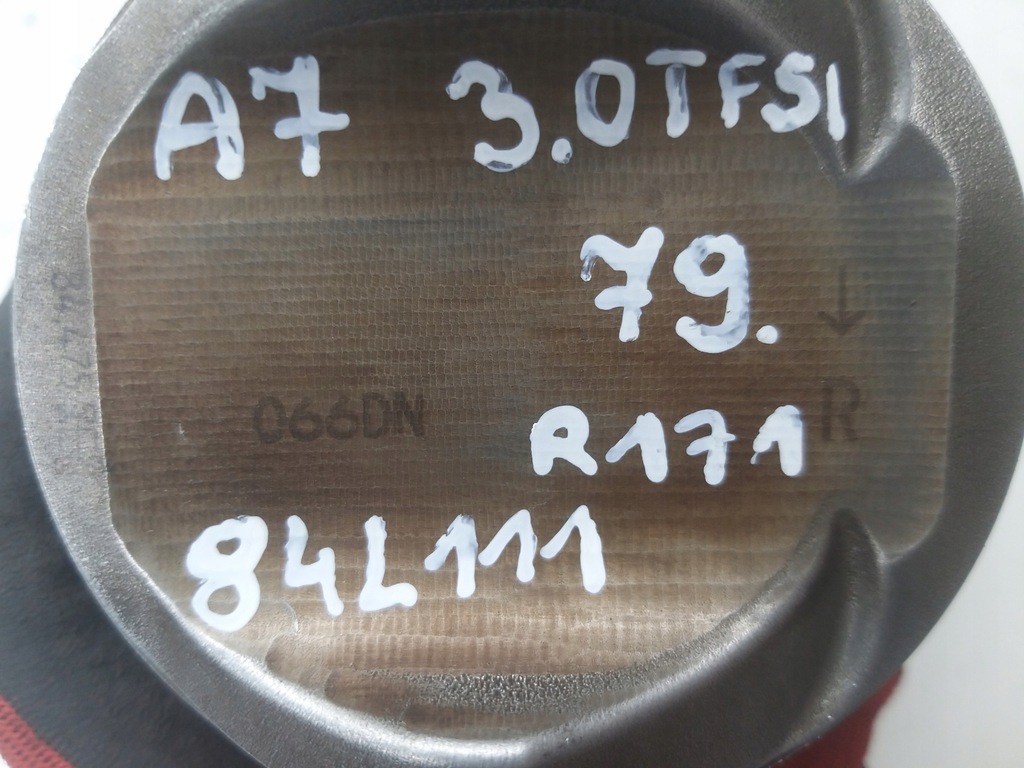 A7 3.0TFSI
79.
066DN R
R171
84L111